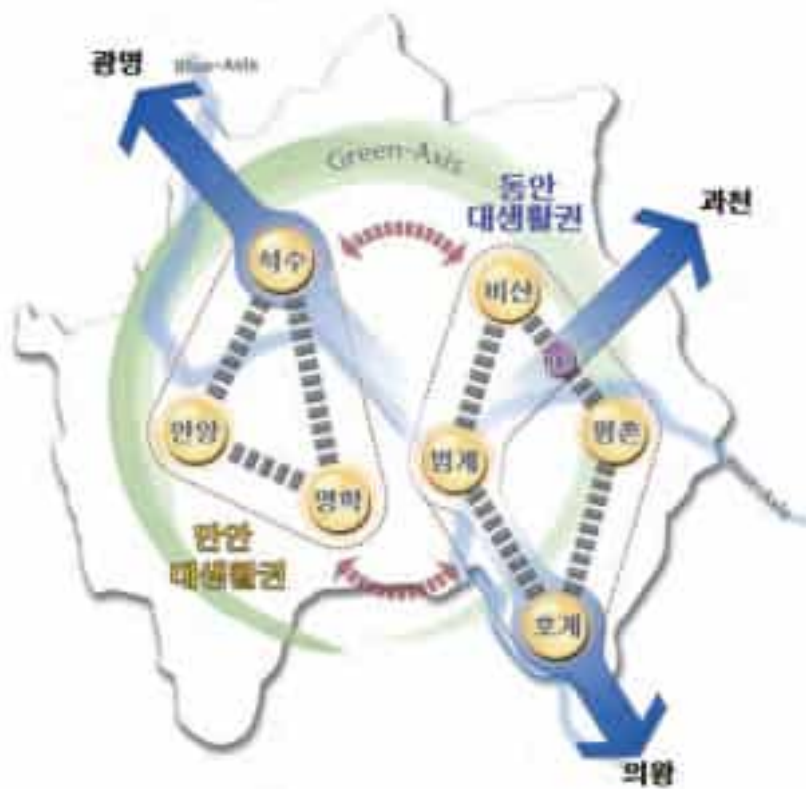 광명
Blue-Axis
Green-Axis
동안
대생활권
과천
석수
비산
안양
범계
평촌
명학
만안
대생활권
호계
의왕